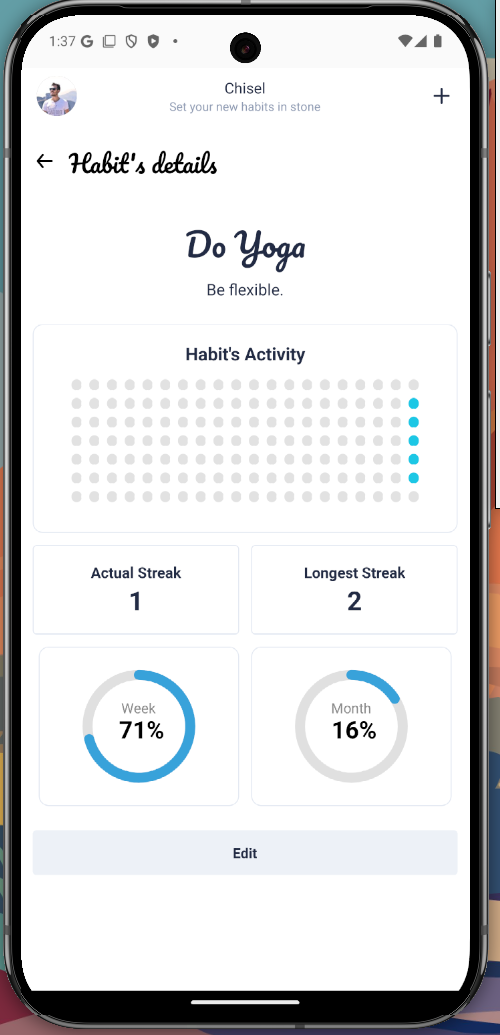 1:37
Chisel
Set your new habits in stone
Habit's details
Do Yoga
Be flexible.
Habit's Activity
Actual Streak
1
Longest Streak
2
Week
71%
Month
16%
Edit